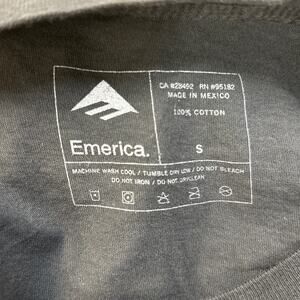 CA #28492 RN #95182
MADE IN MEXICO
100% COTTON
Emerica.
S
MACHINE WASH COOL / TUMBLE DRY LOW / DO NOT BLEACH
DO NOT IRON / DO NOT DRYCLEAN